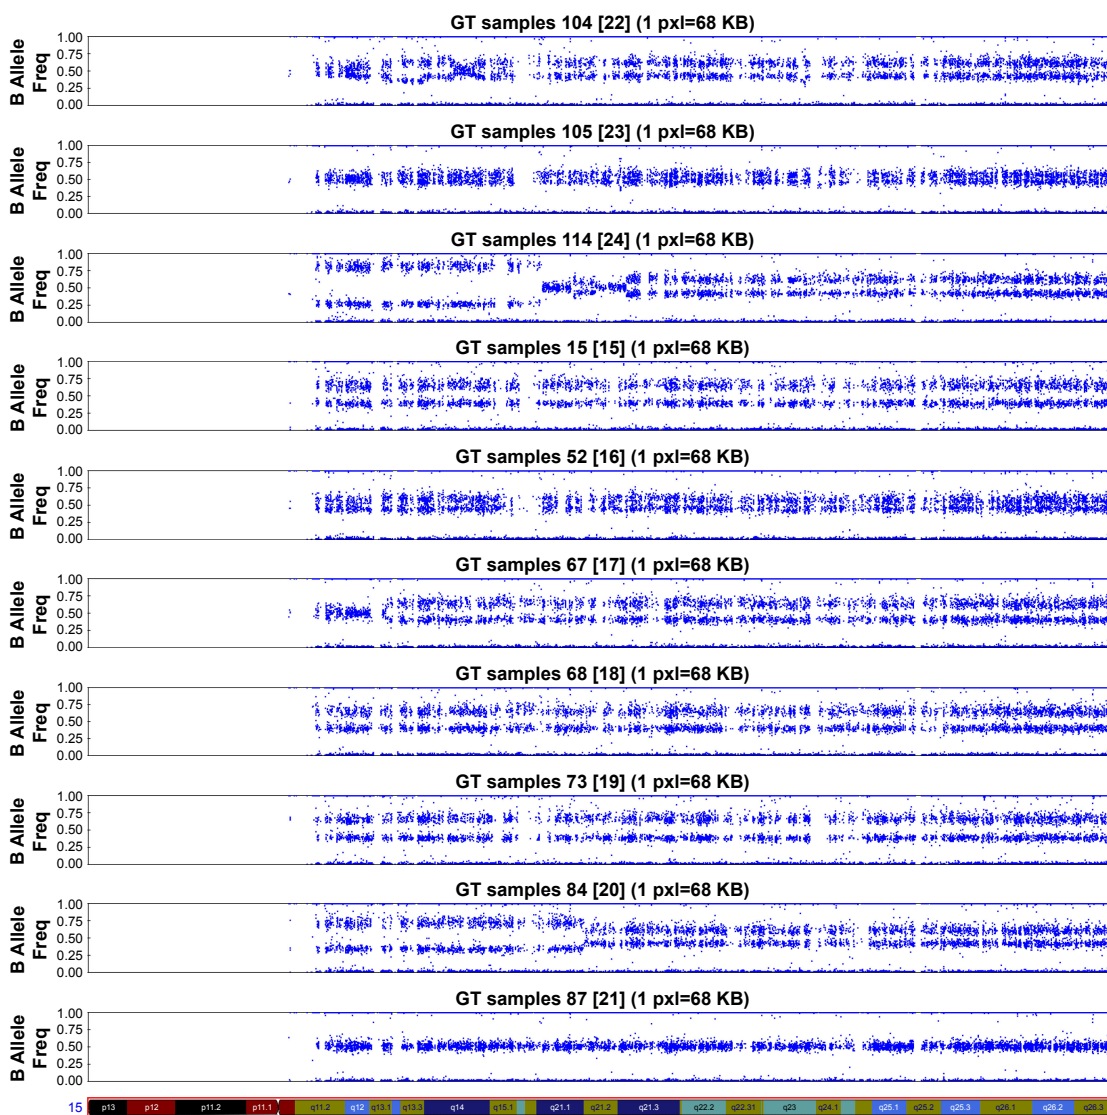 GT samples 104 [22] (1 pxl=68 KB)
B Allele
Freq
1.00
0.75
0.50
0.25
0.00
GT samples 105 [23] (1 pxl=68 KB)
B Allele
Freq
1.00
0.75
0.50
0.25
0.00
GT samples 114 [24] (1 pxl=68 KB)
B Allele
Freq
1.00
0.75
0.50
0.25
0.00
GT samples 15 [15] (1 pxl=68 KB)
B Allele
Freq
1.00
0.75
0.50
0.25
0.00
GT samples 52 [16] (1 pxl=68 KB)
B Allele
Freq
1.00
0.75
0.50
0.25
0.00
GT samples 67 [17] (1 pxl=68 KB)
B Allele
Freq
1.00
0.75
0.50
0.25
0.00
GT samples 68 [18] (1 pxl=68 KB)
B Allele
Freq
1.00
0.75
0.50
0.25
0.00
GT samples 73 [19] (1 pxl=68 KB)
B Allele
Freq
1.00
0.75
0.50
0.25
0.00
GT samples 84 [20] (1 pxl=68 KB)
B Allele
Freq
1.00
0.75
0.50
0.25
0.00
GT samples 87 [21] (1 pxl=68 KB)
B Allele
Freq
1.00
0.75
0.50
0.25
0.00
15 p13 p12 p11.2 p11.1 q11.2 q12 q13.1 q13.3 q14 q15.1 q21.1 q21.2 q21.3 q22.2 q22.31 q23 q24.1 q25.1 q25.2 q25.3 q26.1 q26.2 q26.3